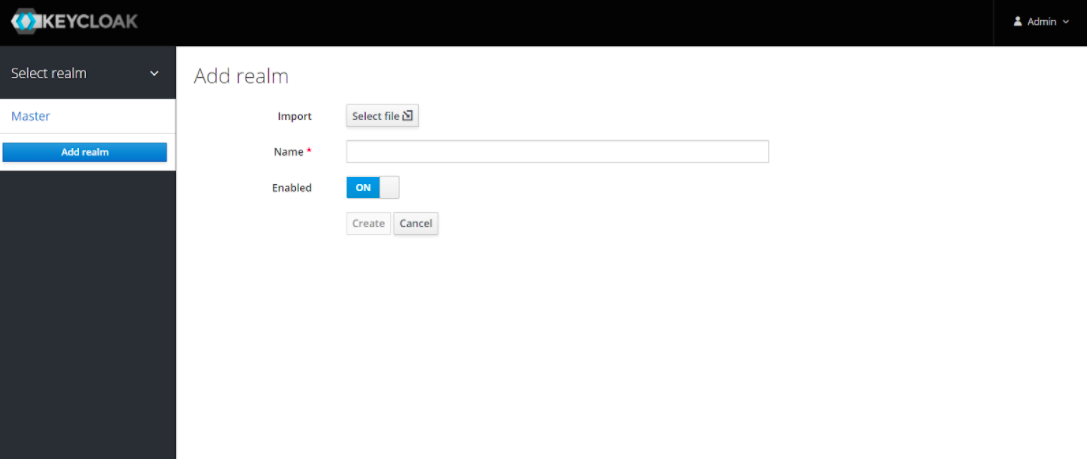 KEYCLOAK
Admin
Select realm
Master
Add realm
Add realm
Import Select file
Name *
Enabled ON
Create Cancel